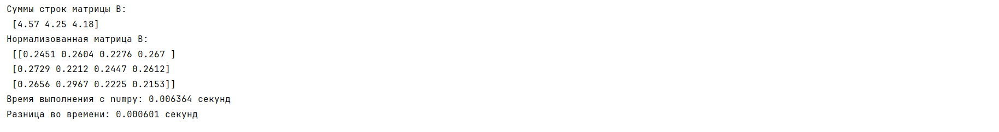 Суммы строк матрицы B:
[4.57 4.25 4.18]
Нормализованная матрица B:
[[0.2451 0.2604 0.2276 0.267 ]
[0.2729 0.2212 0.2447 0.2612]
[0.2656 0.2967 0.2225 0.2153]]
Время выполнения с numpy: 0.006364 секунд
Разница во времени: 0.000601 секунд